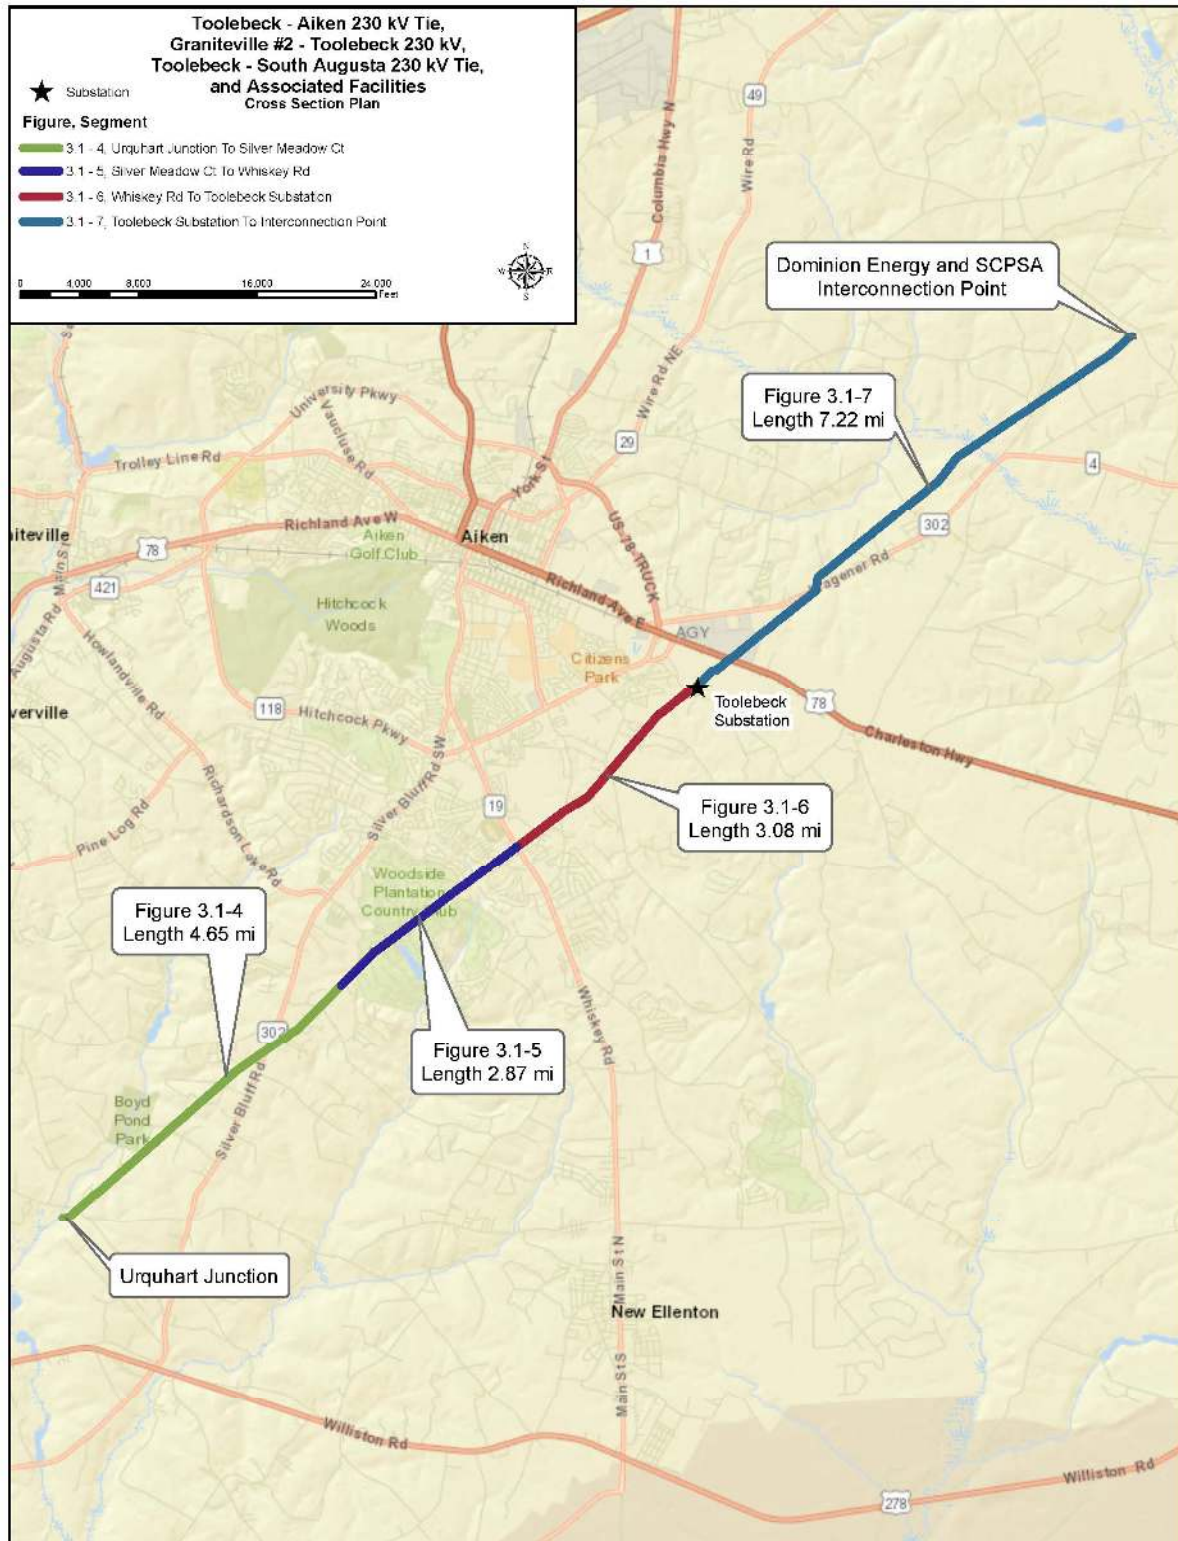 Toolebeck - Aiken 230 kV Tie,
Graniteville #2 - Toolebeck 230 kV,
Toolebeck - South Augusta 230 kV Tie,
and Associated Facilities
Cross Section Plan
Substation
Figure, Segment
3.1 - 4, Urquhart Junction To Silver Meadow Ct
3.1 - 5, Silver Meadow Ct To Whiskey Rd
3.1 - 6, Whiskey Rd To Toolebeck Substation
3.1 - 7, Toolebeck Substation To Interconnection Point
N
W
S
0 4,000 8,000 16,000 24,000
Feet
49
Wire Rd
Columbia Hwy N
1
Dominion Energy and SCPSA
Interconnection Point
Wire Rd NE
University Pkwy
Vaucluse Rd
Figure 3.1-7
Length 7.22 mi
29
Trolley Line Rd
York St
4
302
Richland Ave W
US-78-TRUCK
Aiken
Golf Club
Aiken
78
Main St
421
Wagener Rd
Richland Ave E
Hitchcock
Woods
AGY
Augusta Rd
Howlandville Rd
Citizens
Park
Toolebeck
Substation
78
118
Hitchcock Pkwy
Charleston Hwy
Silver Bluff Rd SW
Richardson Lake Rd
19
Figure 3.1-6
Length 3.08 mi
Pine Log Rd
Woodside
Plantation
Country Club
Figure 3.1-4
Length 4.65 mi
Whiskey Rd
302
Figure 3.1-5
Length 2.87 mi
Boyd
Pond
Park
Silver Bluff Rd
Urquhart Junction
Main St N
New Ellenton
Main St S
Williston Rd
Williston Rd
278